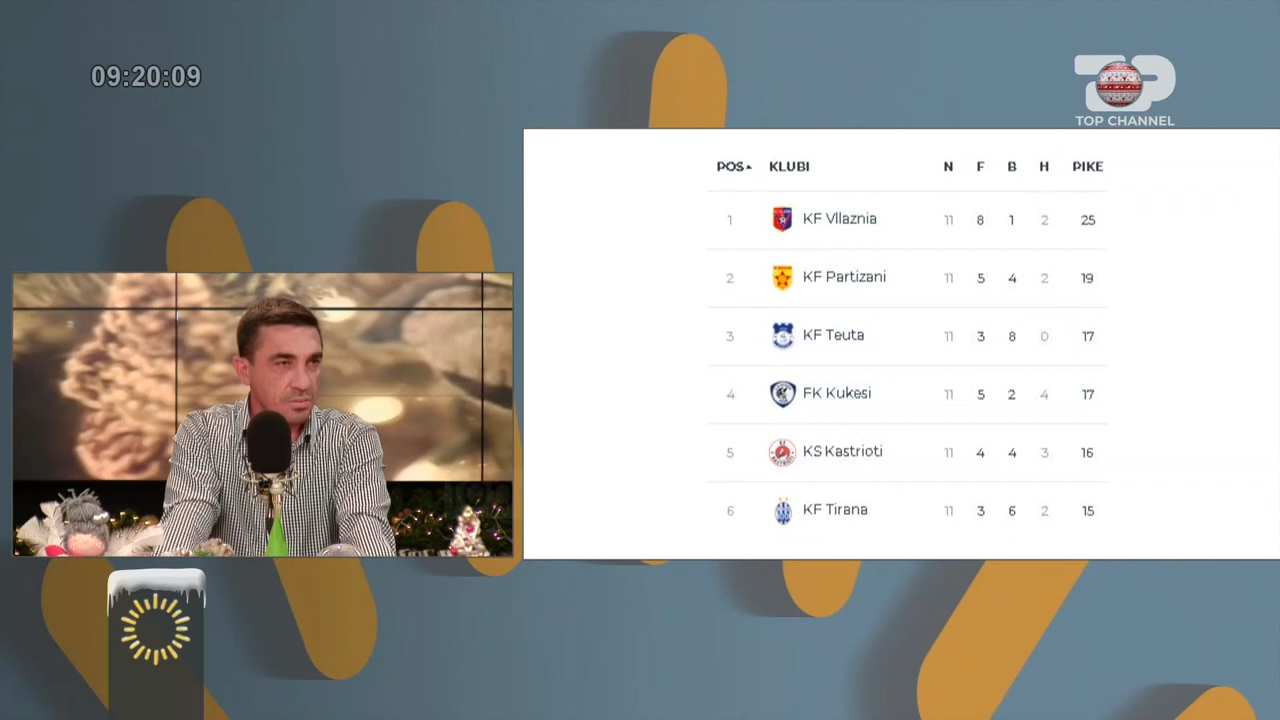 09:20:09
TOP CHANNEL
POS KLUBI N F B H PIKE
1 KF Vllaznia 11 8 1 2 25
2 KF Partizani 11 5 4 2 19
3 KF Teuta 11 3 8 0 17
4 FK Kukesi 11 5 2 4 17
5 KS Kastrioti 11 4 4 3 16
6 KF Tirana 11 3 6 2 15